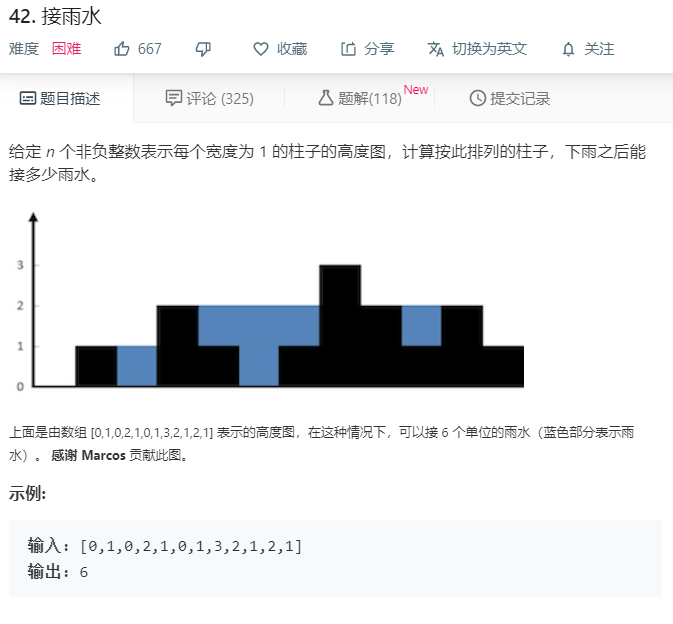 42. 接雨水
难度 困难 667 收藏 分享 切换为英文 关注
题目描述 评论 (325) 题解(118) New 提交记录
给定 n 个非负整数表示每个宽度为 1 的柱子的高度图，计算按此排列的柱子，下雨之后能
接多少雨水。
3
2
1
0
上面是由数组 [0,1,0,2,1,0,1,3,2,1,2,1] 表示的高度图，在这种情况下，可以接 6 个单位的雨水（蓝色部分表示雨
水）。 感谢 Marcos 贡献此图。
示例:
输入: [0,1,0,2,1,0,1,3,2,1,2,1]
输出: 6